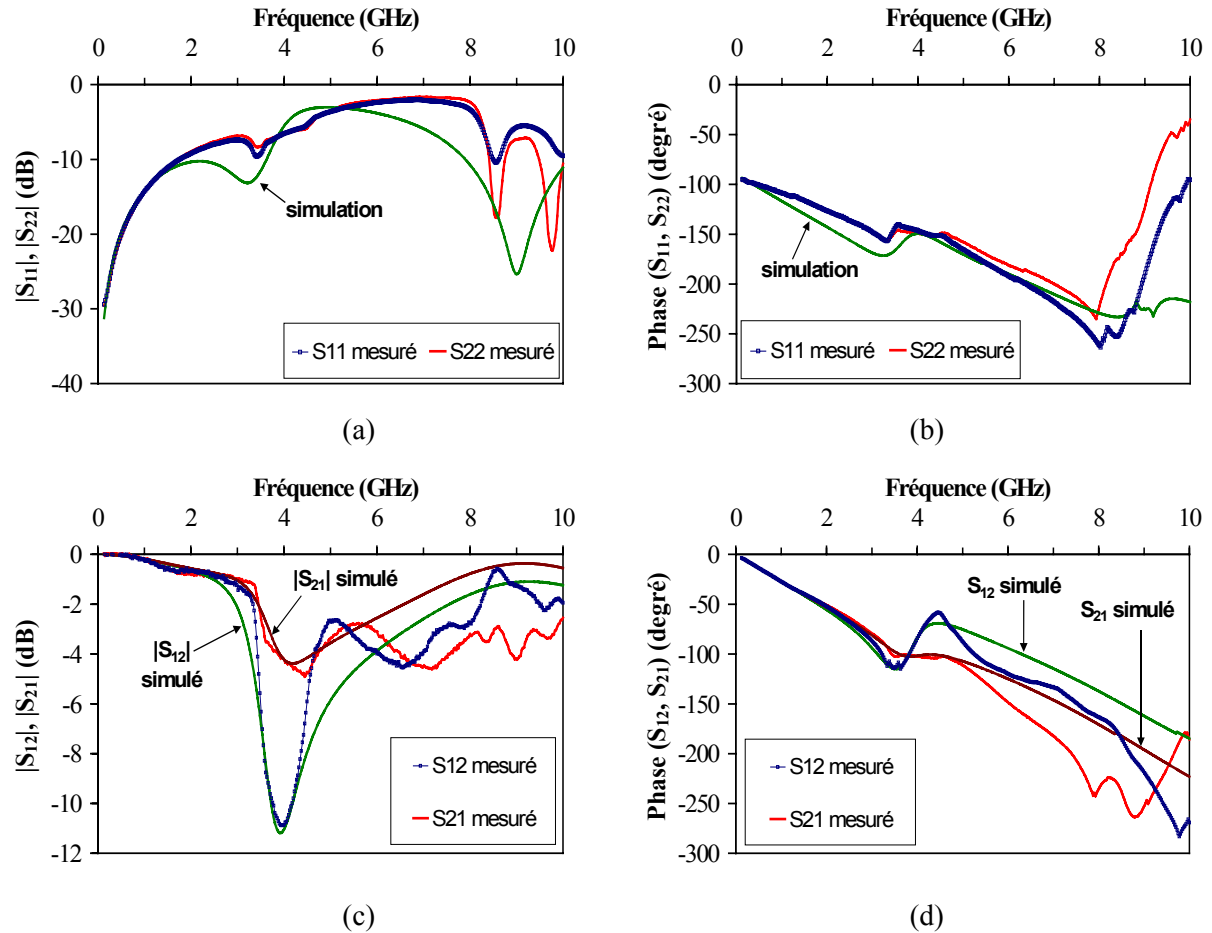 Fréquence (GHz)
0 2 4 6 8 10
0
-10
-20
-30
-40
|S11|, |S22| (dB)
simulation
S11 mesuré S22 mesuré
(a)
Fréquence (GHz)
0 2 4 6 8 10
0
-50
-100
-150
-200
-250
-300
Phase (S11, S22) (degré)
simulation
S11 mesuré S22 mesuré
(b)
Fréquence (GHz)
0 2 4 6 8 10
0
-2
-4
-6
-8
-10
-12
|S12|, |S21| (dB)
|S21| simulé
|S12|
simulé
S12 mesuré
S21 mesuré
(c)
Fréquence (GHz)
0 2 4 6 8 10
0
-50
-100
-150
-200
-250
-300
Phase (S12, S21) (degré)
S12 simulé
S21 simulé
S12 mesuré
S21 mesuré
(d)